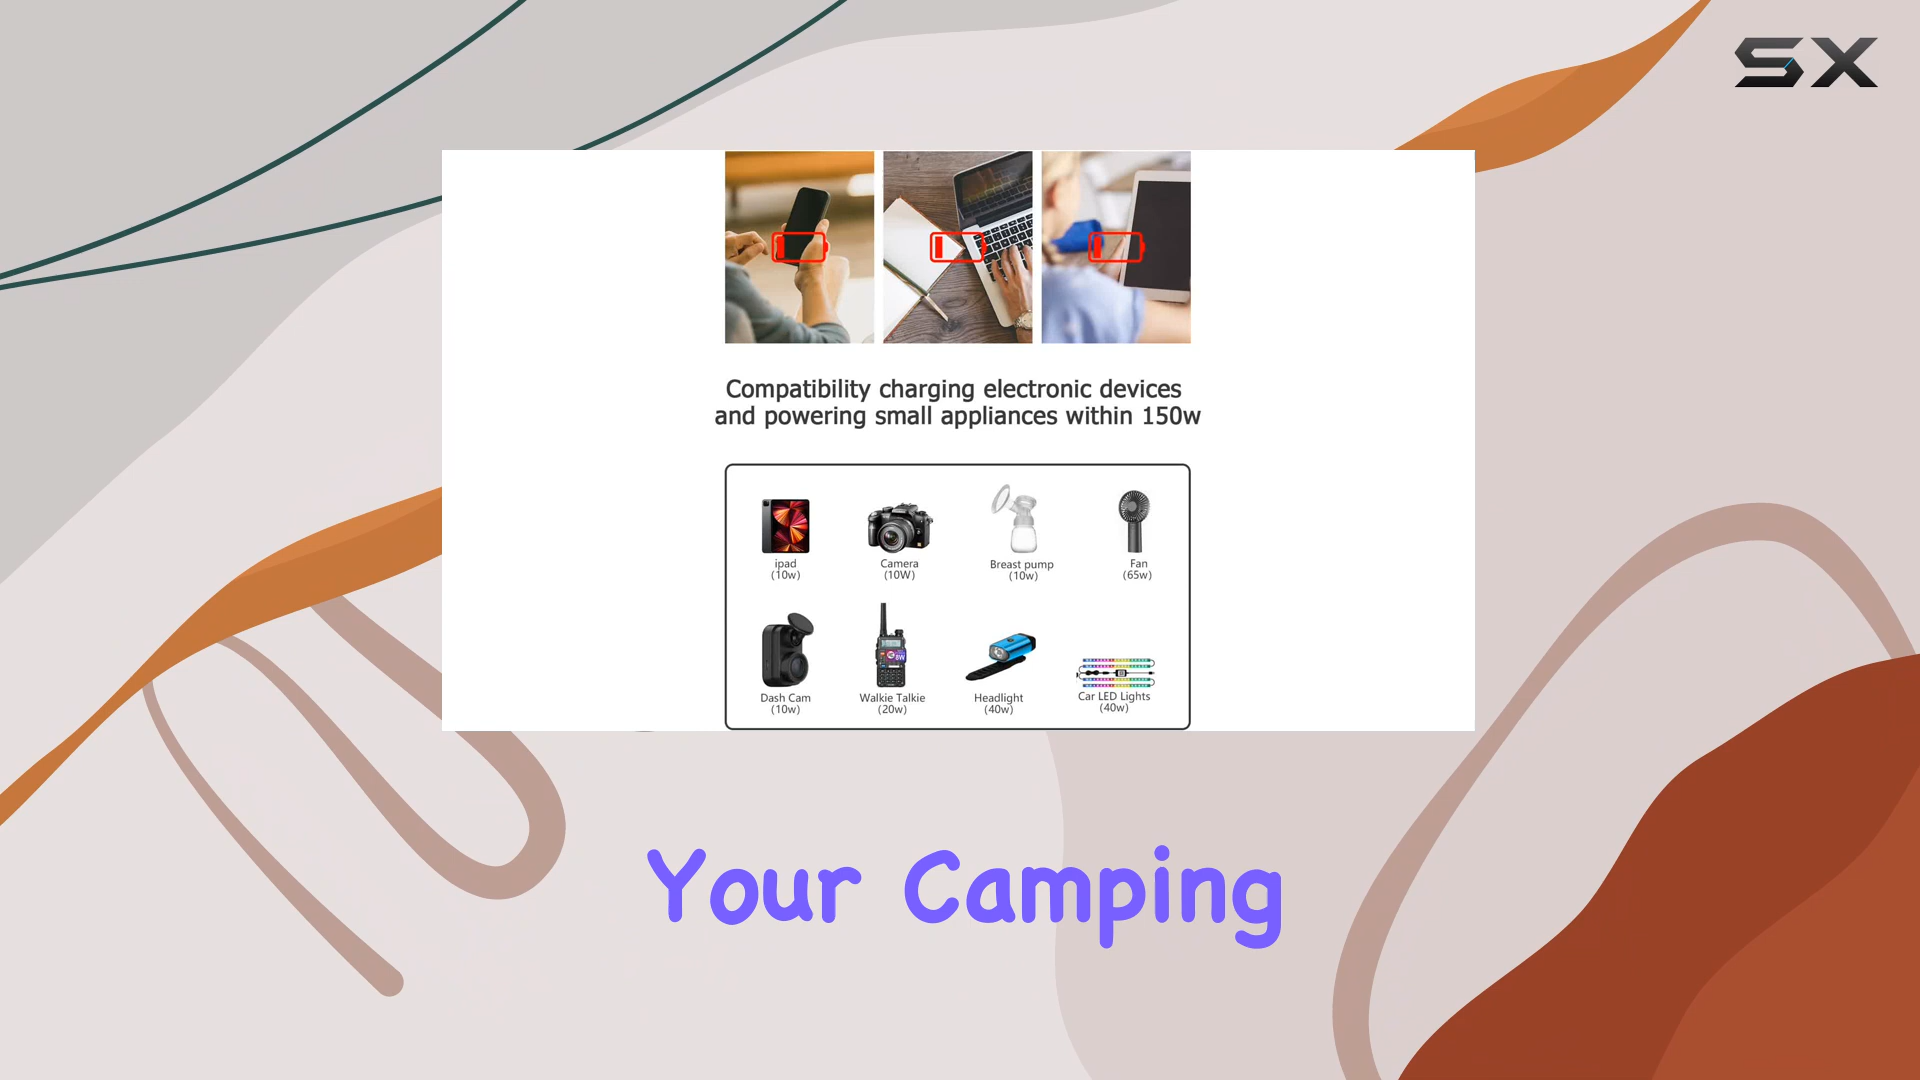 SX
Compatibility charging electronic devices
and powering small appliances within 150w
ipad
(10w)
Camera
(10W)
Breast pump
(10w)
Fan
(65w)
Dash Cam
(10w)
Walkie Talkie
(20w)
Headlight
(40w)
Car LED Lights
(40w)
Your Camping